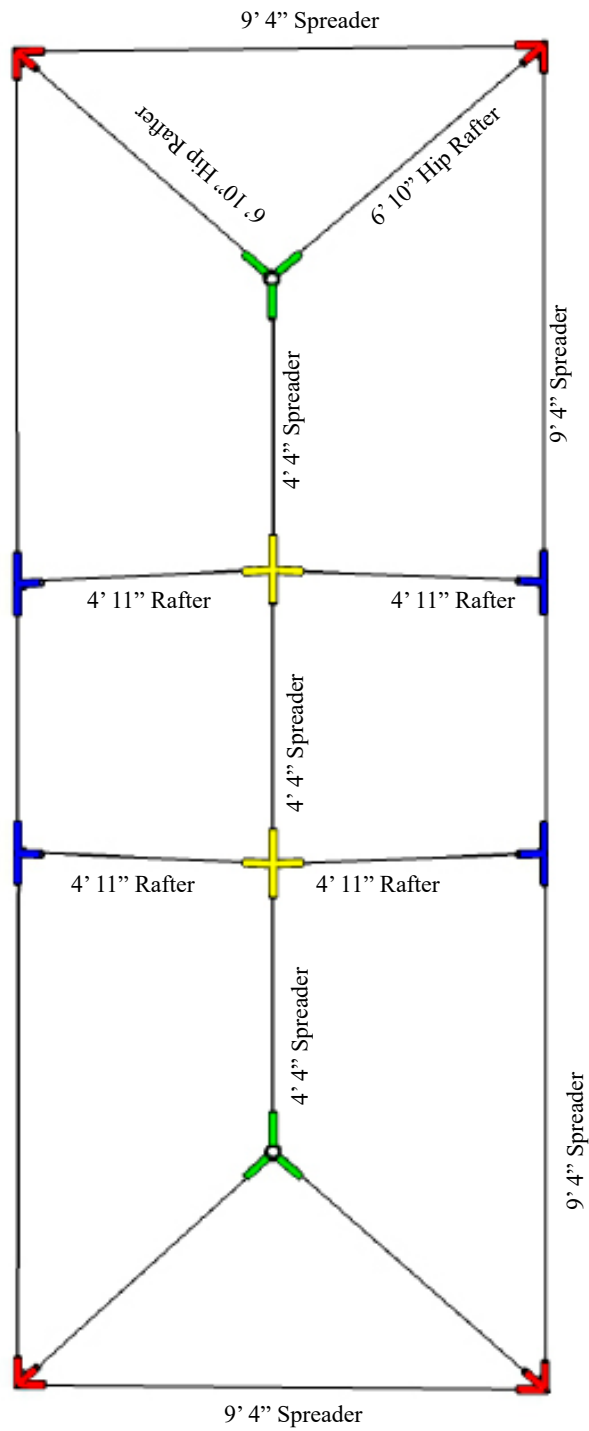 9’ 4” Spreader
6’ 10” Hip Rafter
6’ 10” Hip Rafter
9’ 4” Spreader
4’ 4” Spreader
4’ 11” Rafter
4’ 11” Rafter
4’ 4” Spreader
4’ 11” Rafter
4’ 11” Rafter
4’ 4” Spreader
9’ 4” Spreader
9’ 4” Spreader